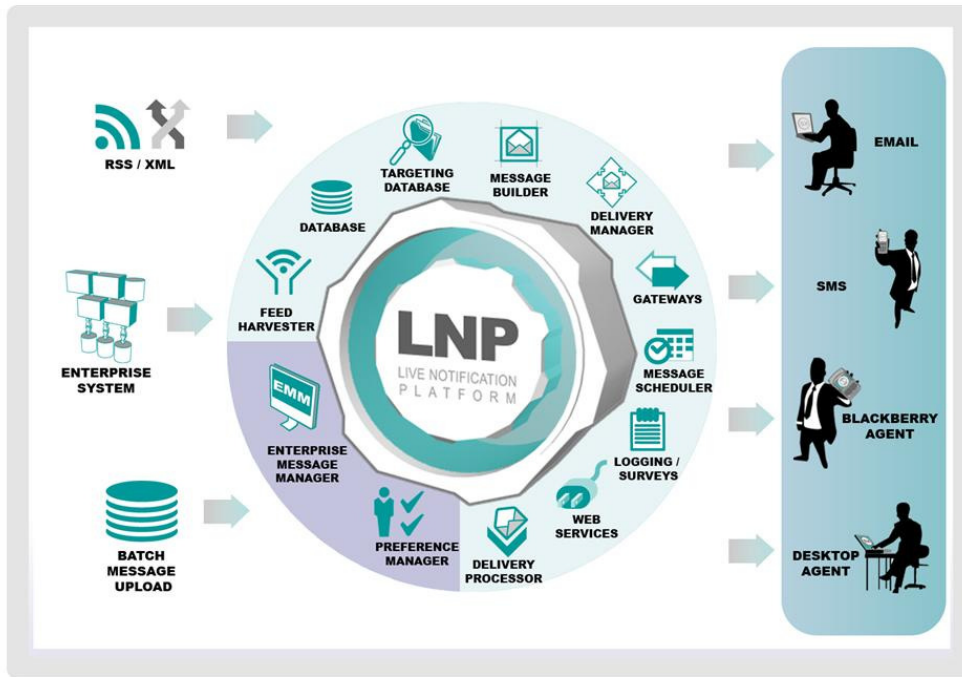 RSS / XML
ENTERPRISE
SYSTEM
BATCH
MESSAGE
UPLOAD
TARGETING
DATABASE
MESSAGE
BUILDER
DELIVERY
MANAGER
DATABASE
GATEWAYS
FEED
HARVESTER
MESSAGE
SCHEDULER
LNP
LIVE NOTIFICATION
PLATFORM
EMM
ENTERPRISE
MESSAGE
MANAGER
LOGGING /
SURVEYS
WEB
SERVICES
PREFERENCE
MANAGER
DELIVERY
PROCESSOR
EMAIL
SMS
BLACKBERRY
AGENT
DESKTOP
AGENT